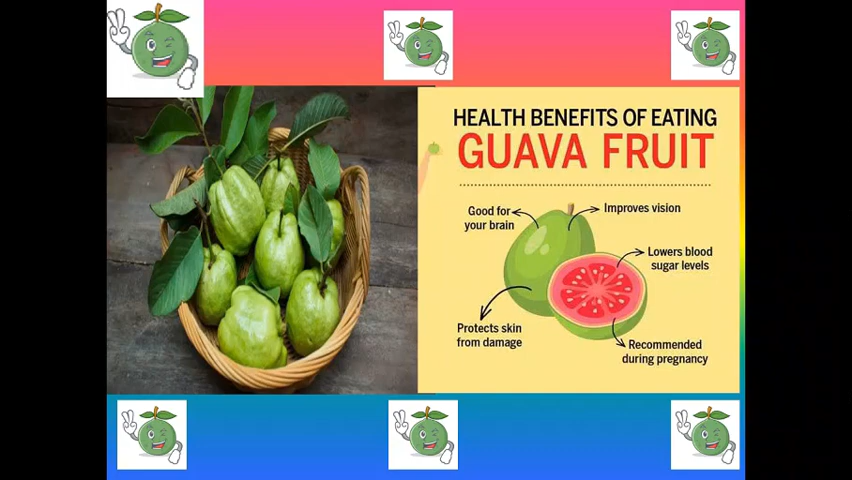 HEALTH BENEFITS OF EATING
GUAVA FRUIT
Good for
your brain
Improves vision
Lowers blood
sugar levels
Protects skin
from damage
Recommended
during pregnancy